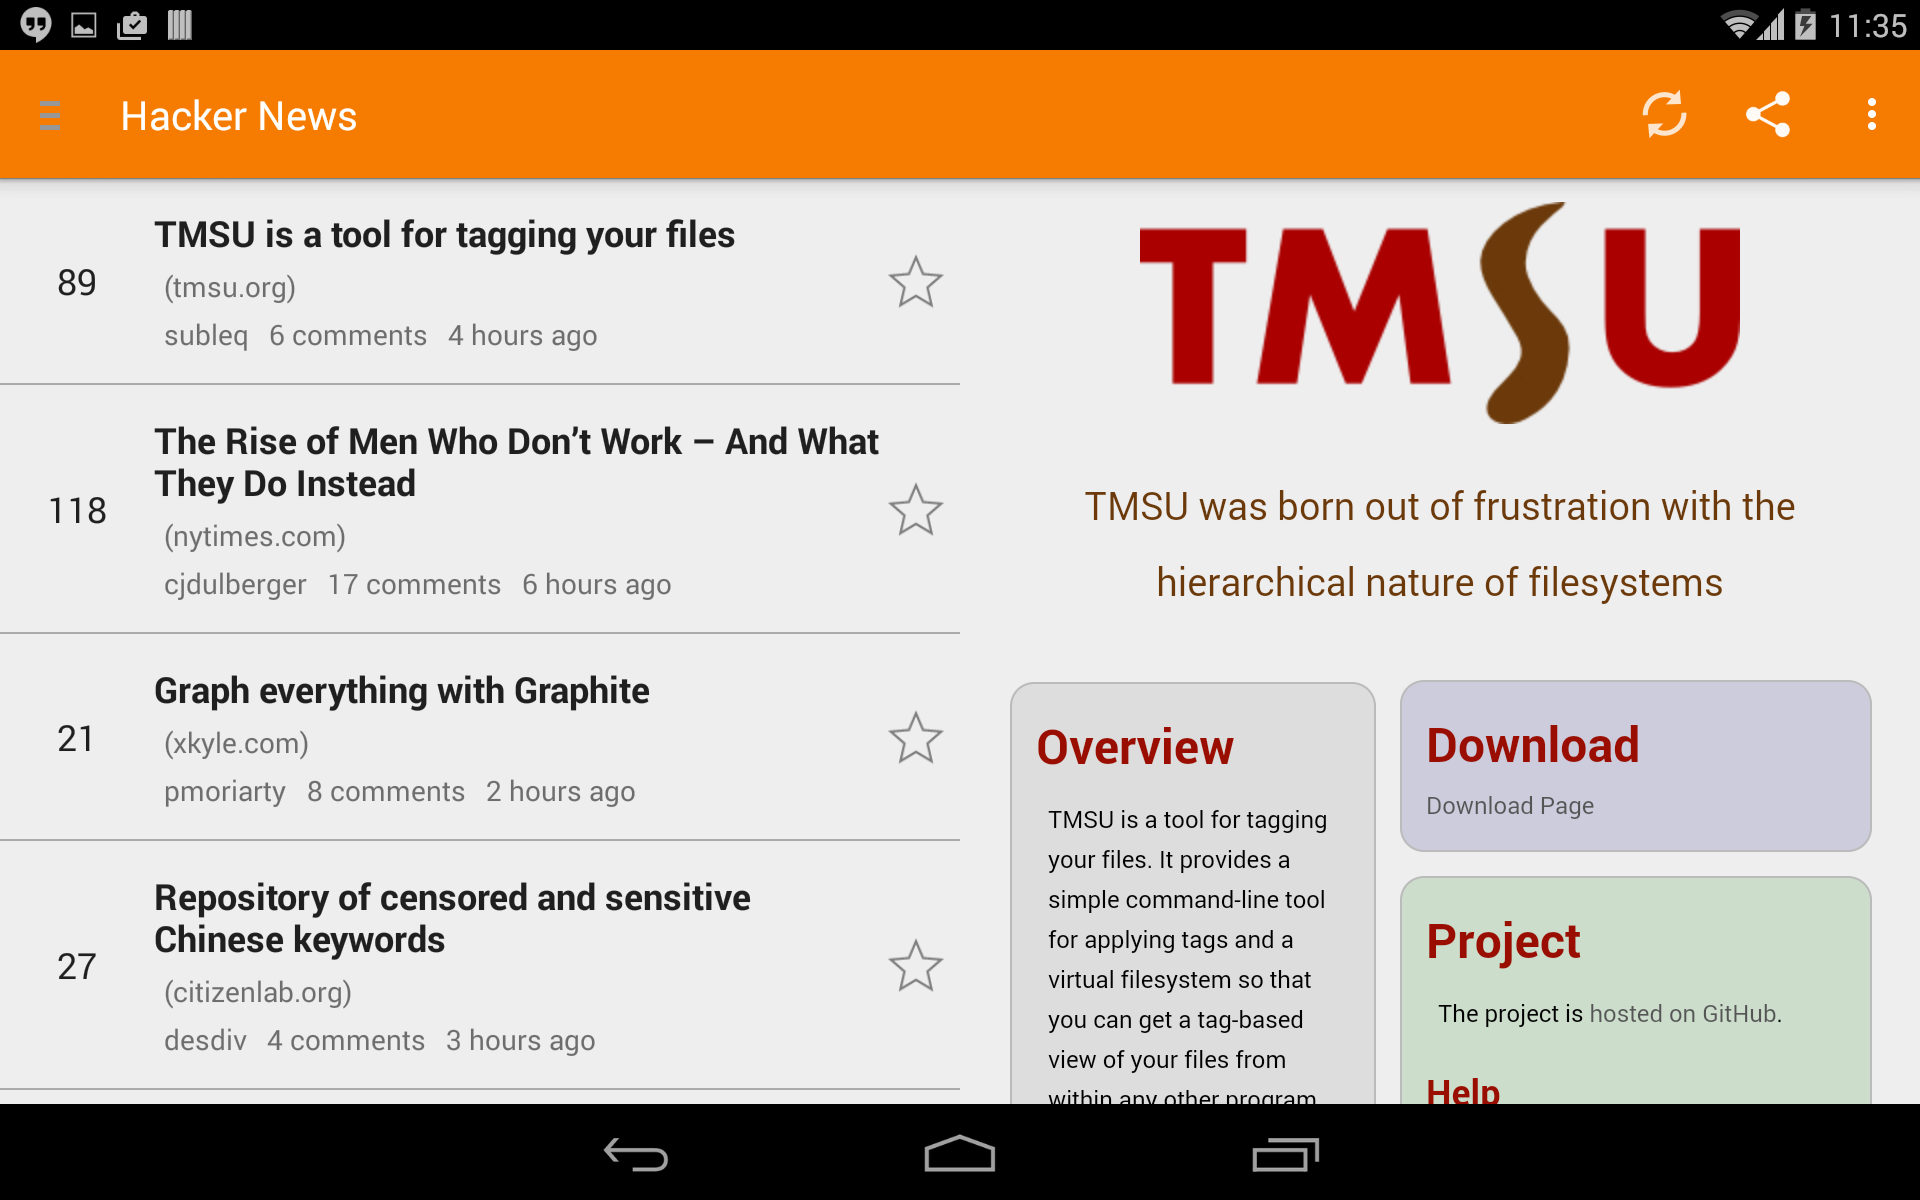 11:35
Hacker News
TMSU is a tool for tagging your files
89
(tmsu.org)
subleq 6 comments 4 hours ago
The Rise of Men Who Don’t Work – And What
They Do Instead
118
(nytimes.com)
cjdulberger 17 comments 6 hours ago
Graph everything with Graphite
21
(xkyle.com)
pmoriarty 8 comments 2 hours ago
Repository of censored and sensitive
Chinese keywords
27
(citizenlab.org)
desdiv 4 comments 3 hours ago
TMSU
TMSU was born out of frustration with the
hierarchical nature of filesystems
Overview
TMSU is a tool for tagging
your files. It provides a
simple command-line tool
for applying tags and a
virtual filesystem so that
you can get a tag-based
view of your files from
within any other program
Download
Download Page
Project
The project is hosted on GitHub.
Help